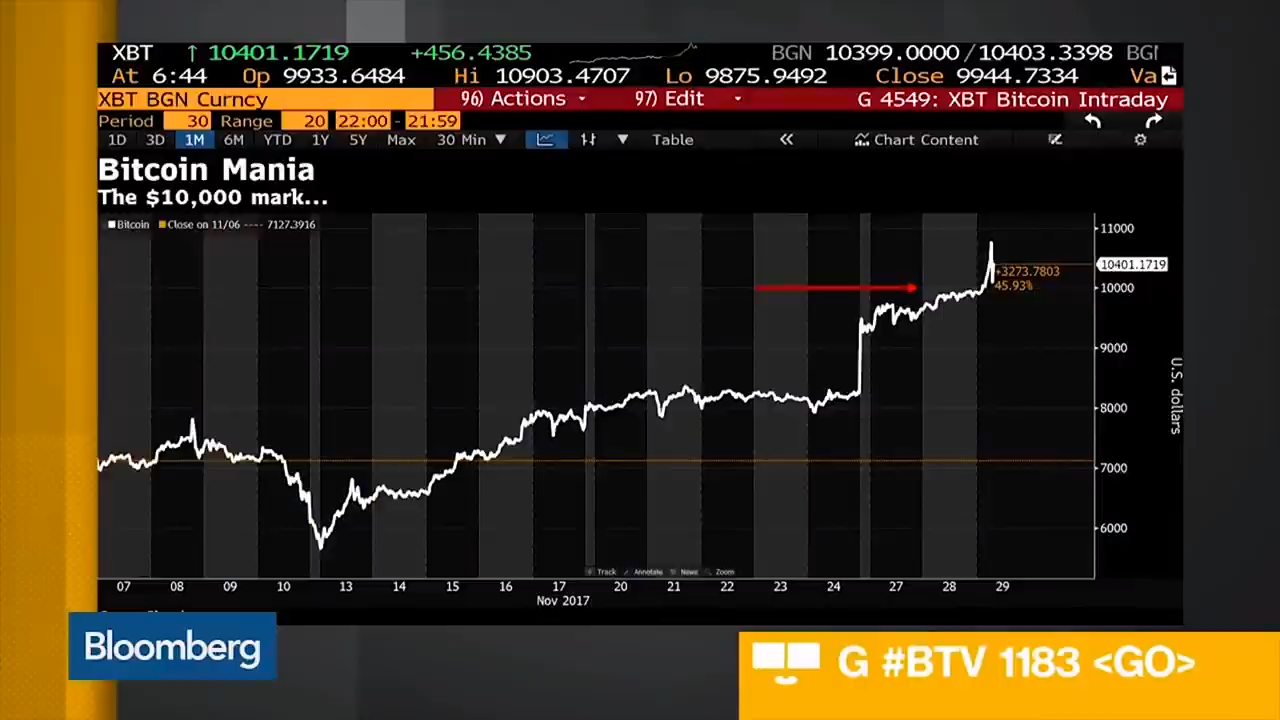 XBT ↑ 10401.1719 +456.4385 BGN 10399.0000/10403.3398 BGN
At 6:44 Op 9933.6484 Hi 10903.4707 Lo 9875.9492 Close 9944.7334 Va
XBT BGN Curncy 96) Actions 97) Edit G 4549: XBT Bitcoin Intraday
Period 30 Range 20 22:00 - 21:59
1D 3D 1M 6M YTD 1Y 5Y Max 30 Min ▼ ▼ Table « Chart Content
Bitcoin Mania
The $10,000 mark...
Bitcoin Close on 11/06 ---- 7127.3916
11000
10401.1719
+3273.7803
10000
45.93%
9000
8000
7000
6000
U.S. dollars
Track Annotate News Zoom
07 08 09 10 13 14 15 16 17 20 21 22 23 24 27 28 29
Nov 2017
Bloomberg
G #BTV 1183 <GO>